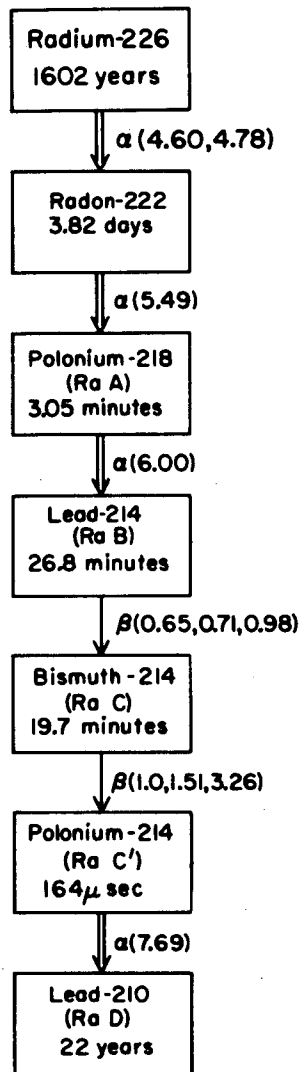 Radium-226
1602 years
α(4.60,4.78)
Radon-222
3.82 days
α(5.49)
Polonium-218
(Ra A)
3.05 minutes
α(6.00)
Lead-214
(Ra B)
26.8 minutes
β(0.65,0.71,0.98)
Bismuth-214
(Ra C)
19.7 minutes
β(1.0,1.51,3.26)
Polonium-214
(Ra C')
164μ sec
α(7.69)
Lead-210
(Ra D)
22 years